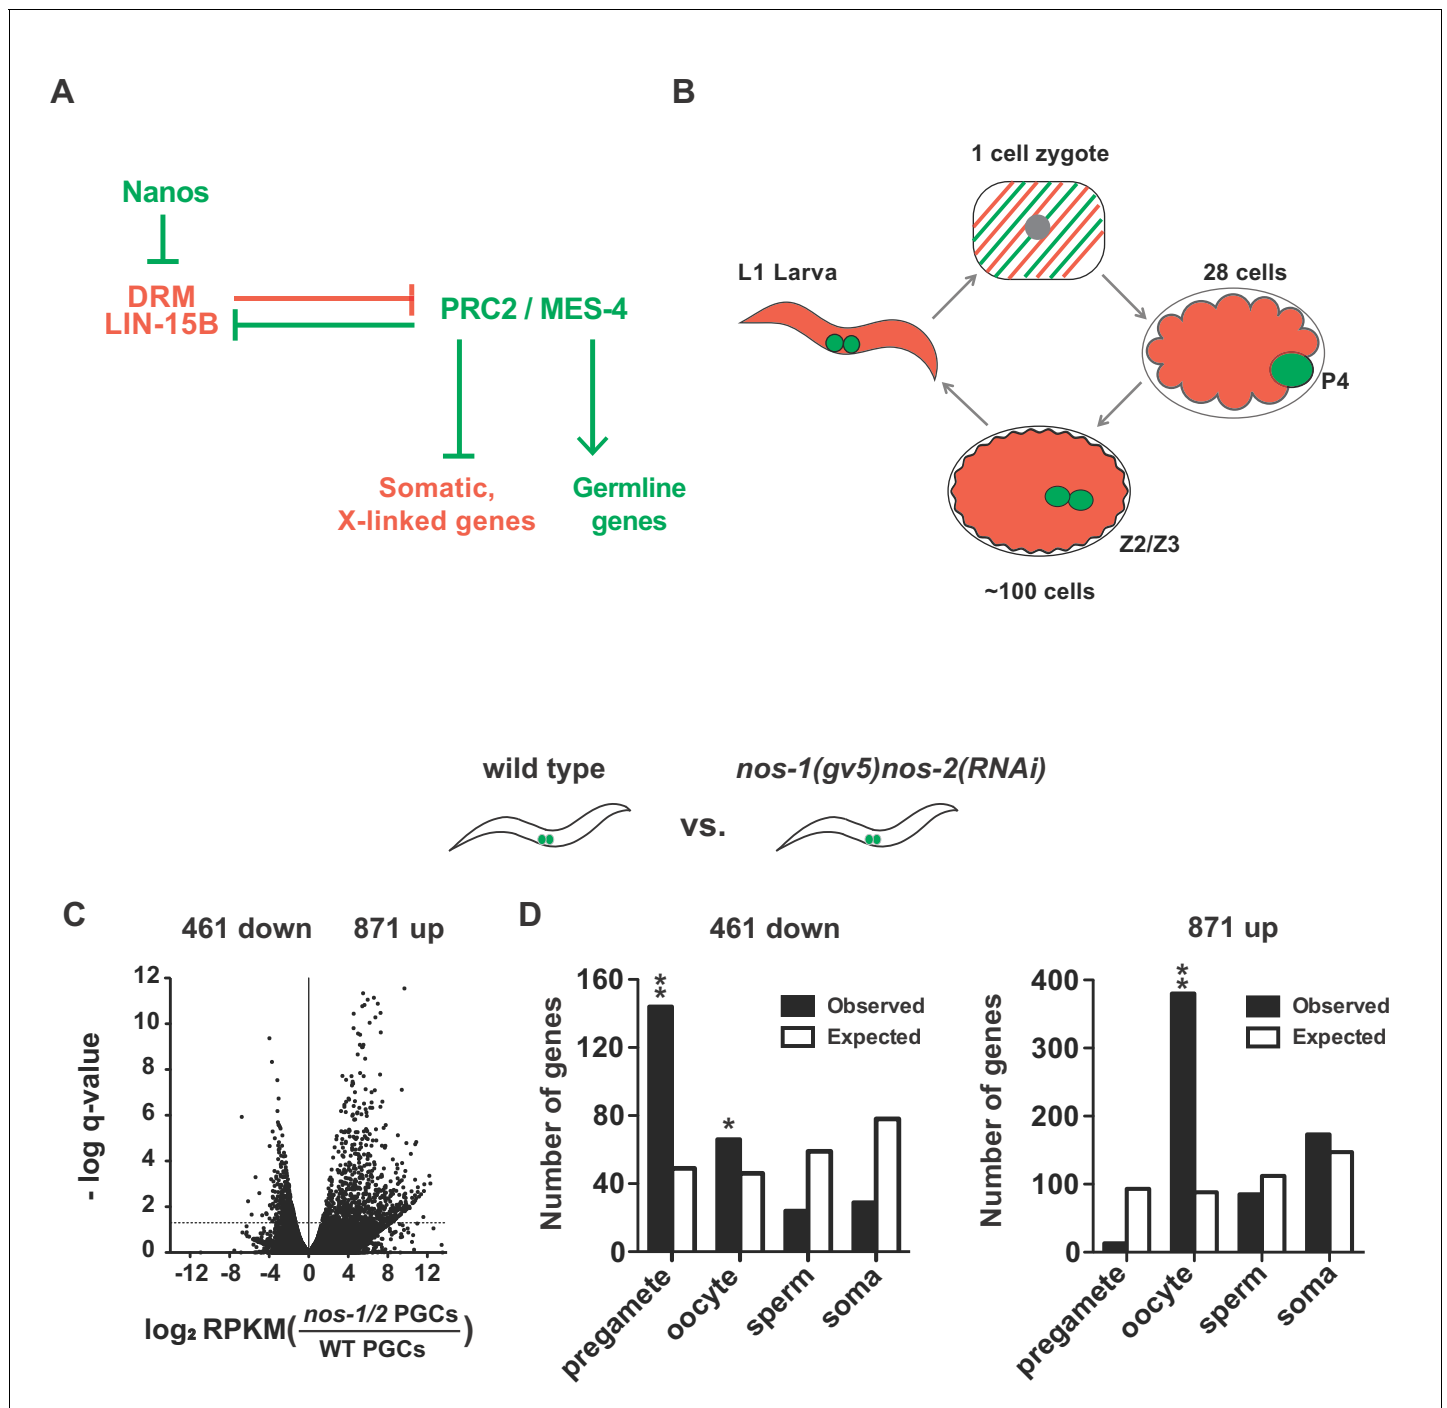 A
Nanos
DRM
LIN-15B
PRC2 / MES-4
Somatic,
X-linked genes
Germline
genes
B
1 cell zygote
L1 Larva
28 cells
P4
Z2/Z3
~100 cells
wild type
vs.
nos-1(gv5)nos-2(RNAi)
C
461 down
871 up
- log q-value
12
10
8
6
4
2
0
-12 -8 -4 0 4 8 12
log₂ RPKM(nos-1/2 PGCs
WT PGCs)
D
461 down
Number of genes
160
120
80
40
0
**
*
Observed
Expected
pregamete
oocyte
sperm
soma
871 up
Number of genes
400
300
200
100
0
**
Observed
Expected
pregamete
oocyte
sperm
soma